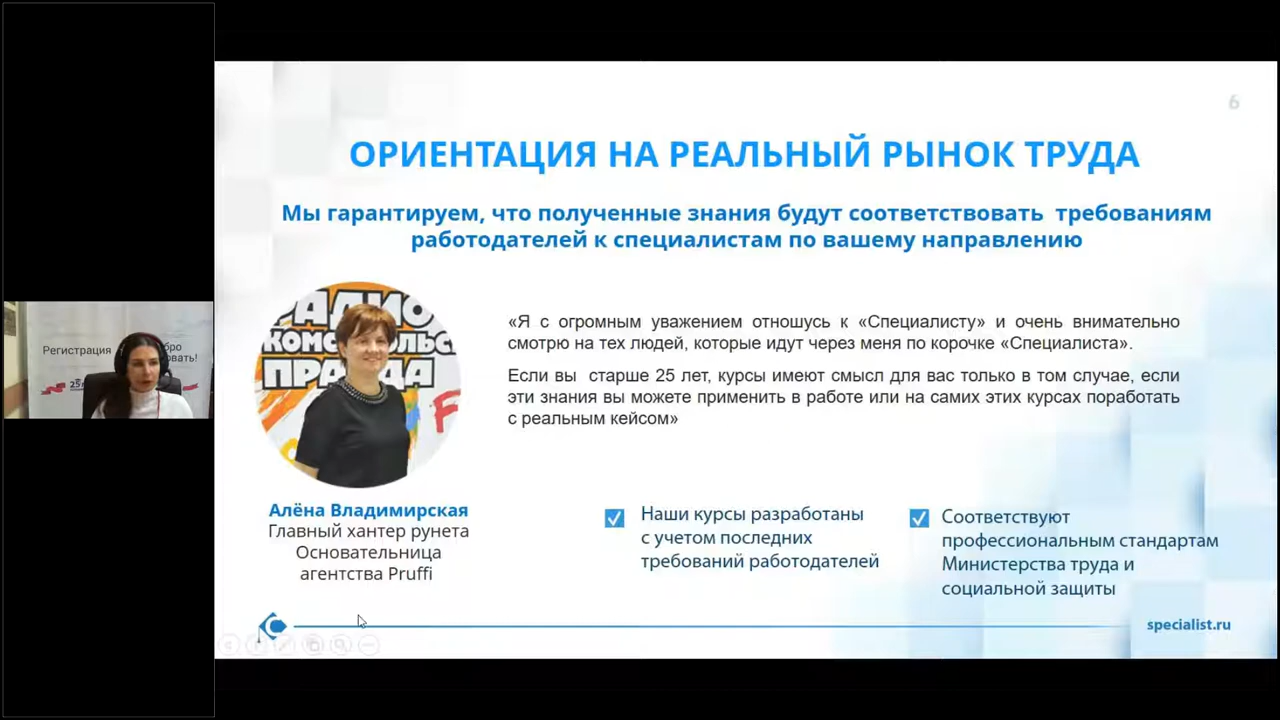 6
ОРИЕНТАЦИЯ НА РЕАЛЬНЫЙ РЫНОК ТРУДА
Мы гарантируем, что полученные знания будут соответствовать требованиям
работодателей к специалистам по вашему направлению
РАДИО
КОМСОМОЛЬС
ПРАВДА
«Я с огромным уважением отношусь к «Специалисту» и очень внимательно
смотрю на тех людей, которые идут через меня по корочке «Специалиста».
Если вы старше 25 лет, курсы имеют смысл для вас только в том случае, если
эти знания вы можете применить в работе или на самих этих курсах поработать
с реальным кейсом»
Регистрация
Алёна Владимирская
Главный хантер рунета
Основательница
агентства Pruffi
Наши курсы разработаны
с учетом последних
требований работодателей
Соответствуют
профессиональным стандартам
Министерства труда и
социальной защиты
specialist.ru